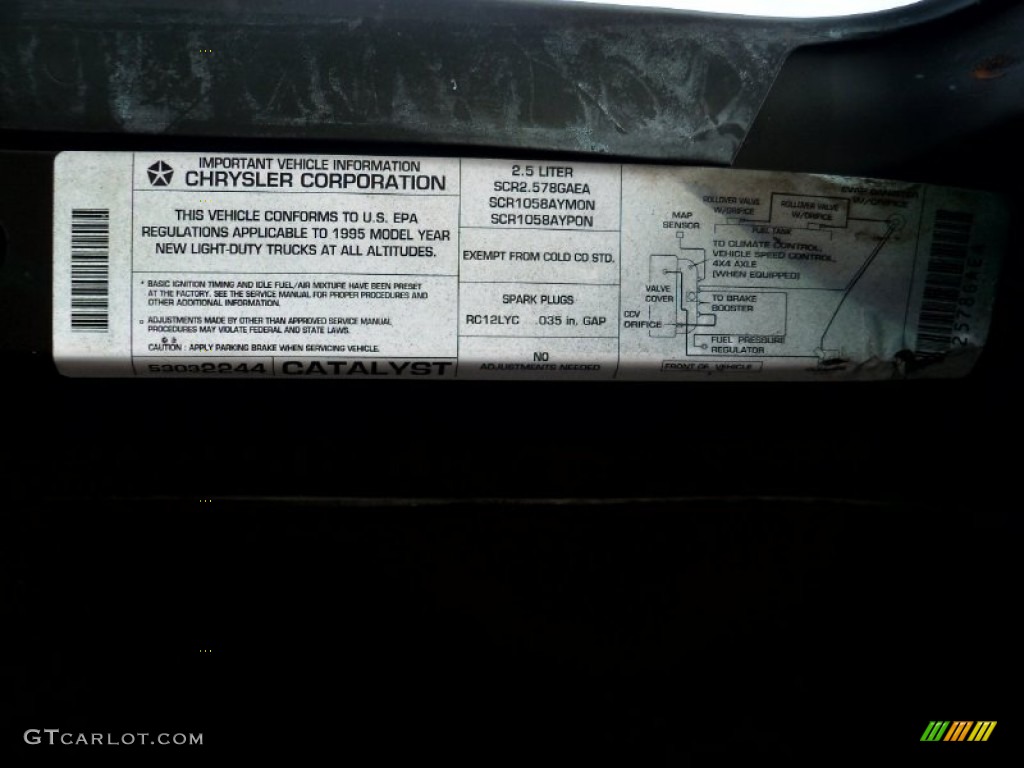 IMPORTANT VEHICLE INFORMATION
CHRYSLER CORPORATION
THIS VEHICLE CONFORMS TO U.S. EPA
REGULATIONS APPLICABLE TO 1995 MODEL YEAR
NEW LIGHT-DUTY TRUCKS AT ALL ALTITUDES.
* BASIC IGNITION TIMING AND IDLE FUEL/AIR MIXTURE HAVE BEEN PRESET
AT THE FACTORY. SEE THE SERVICE MANUAL FOR PROPER PROCEDURES AND
OTHER ADDITIONAL INFORMATION.
ADJUSTMENTS MADE BY OTHER THAN APPROVED SERVICE MANUAL
PROCEDURES MAY VIOLATE FEDERAL AND STATE LAWS.
CAUTION : APPLY PARKING BRAKE WHEN SERVICING VEHICLE.
53032244 CATALYST
2.5 LITER
SCR2.578GAEA
SCR1058AYMON
SCR1058AYPON
EXEMPT FROM COLD CO STD.
SPARK PLUGS
RC12LYC .035 in, GAP
NO
ADJUSTMENTS NEEDED
MAP
SENSOR
ROLLOVER VALVE
W/ORIFICE
ROLLOVER VALVE
W/ORIFICE
W/ORIFICE
FUEL TANK
TO CLIMATE CONTROL,
VEHICLE SPEED CONTROL,
4X4 AXLE
(WHEN EQUIPPED)
VALVE
COVER
TO BRAKE
BOOSTER
CCV
ORIFICE
FUEL PRESSURE
REGULATOR
FRONT OF VEHICLE
GTCARLOT.COM